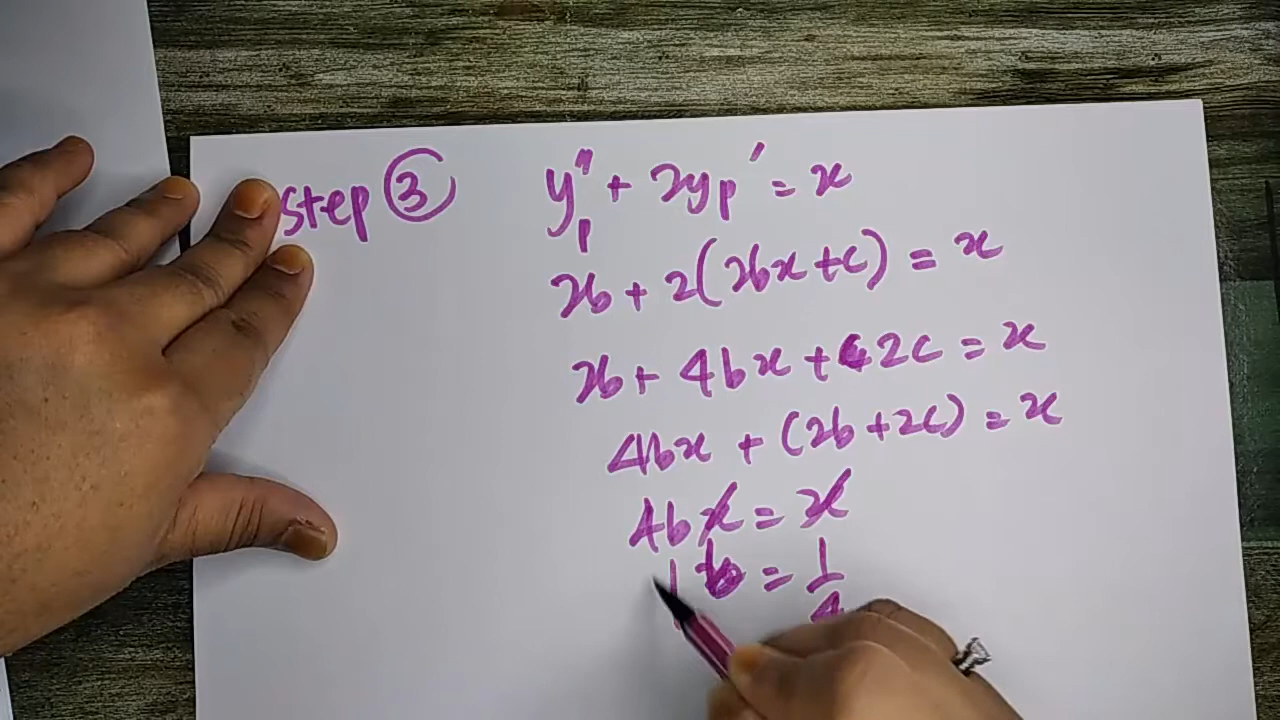 Step ③ y"p + 2yp' = x
2b + 2(2bx+c) = x
2b + 4bx + 2c = x
4bx + (2b+2c) = x
4bx = x
b = 1/4